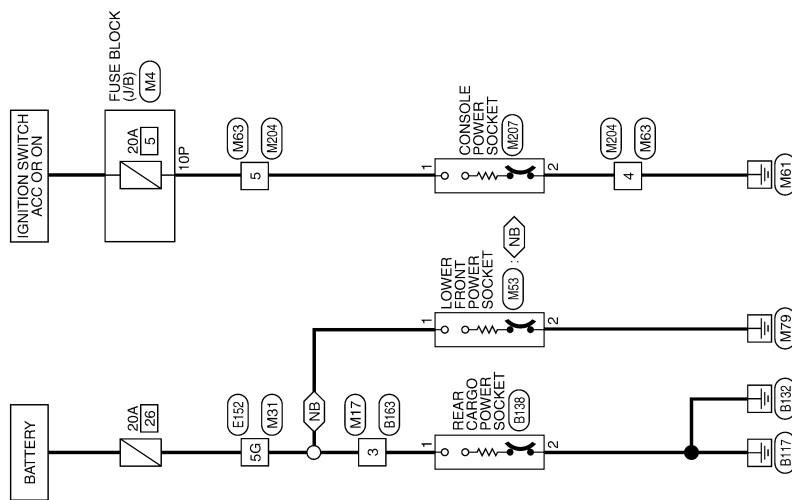 IGNITION SWITCH
ACC OR ON
FUSE BLOCK
(J/B)
M4
20A
5
10P
5
M63
M204
CONSOLE
POWER
SOCKET
M207
1
2
4
M204
M63
M61
LOWER
FRONT
POWER
SOCKET
M53 : NB
1
2
M79
BATTERY
20A
26
5G
E152
M31
NB
3
M17
B163
REAR
CARGO
POWER
SOCKET
B138
1
2
B117
B132